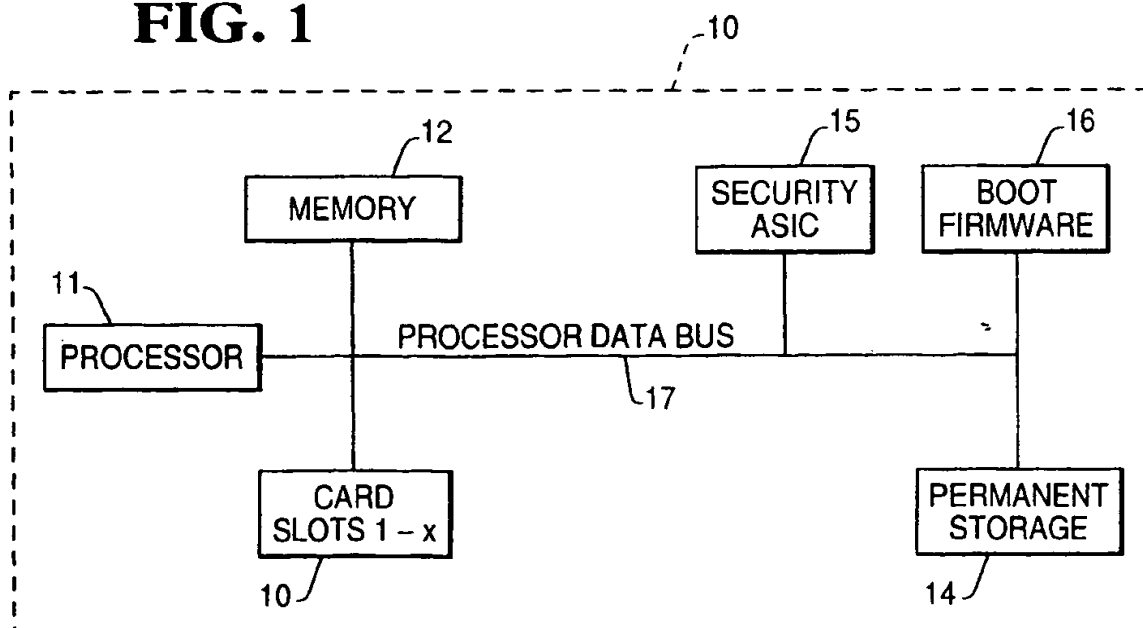 FIG. 1
10
12
MEMORY
15
SECURITY
ASIC
16
BOOT
FIRMWARE
11
PROCESSOR
PROCESSOR DATA BUS
17
CARD
SLOTS 1 – x
10
PERMANENT
STORAGE
14